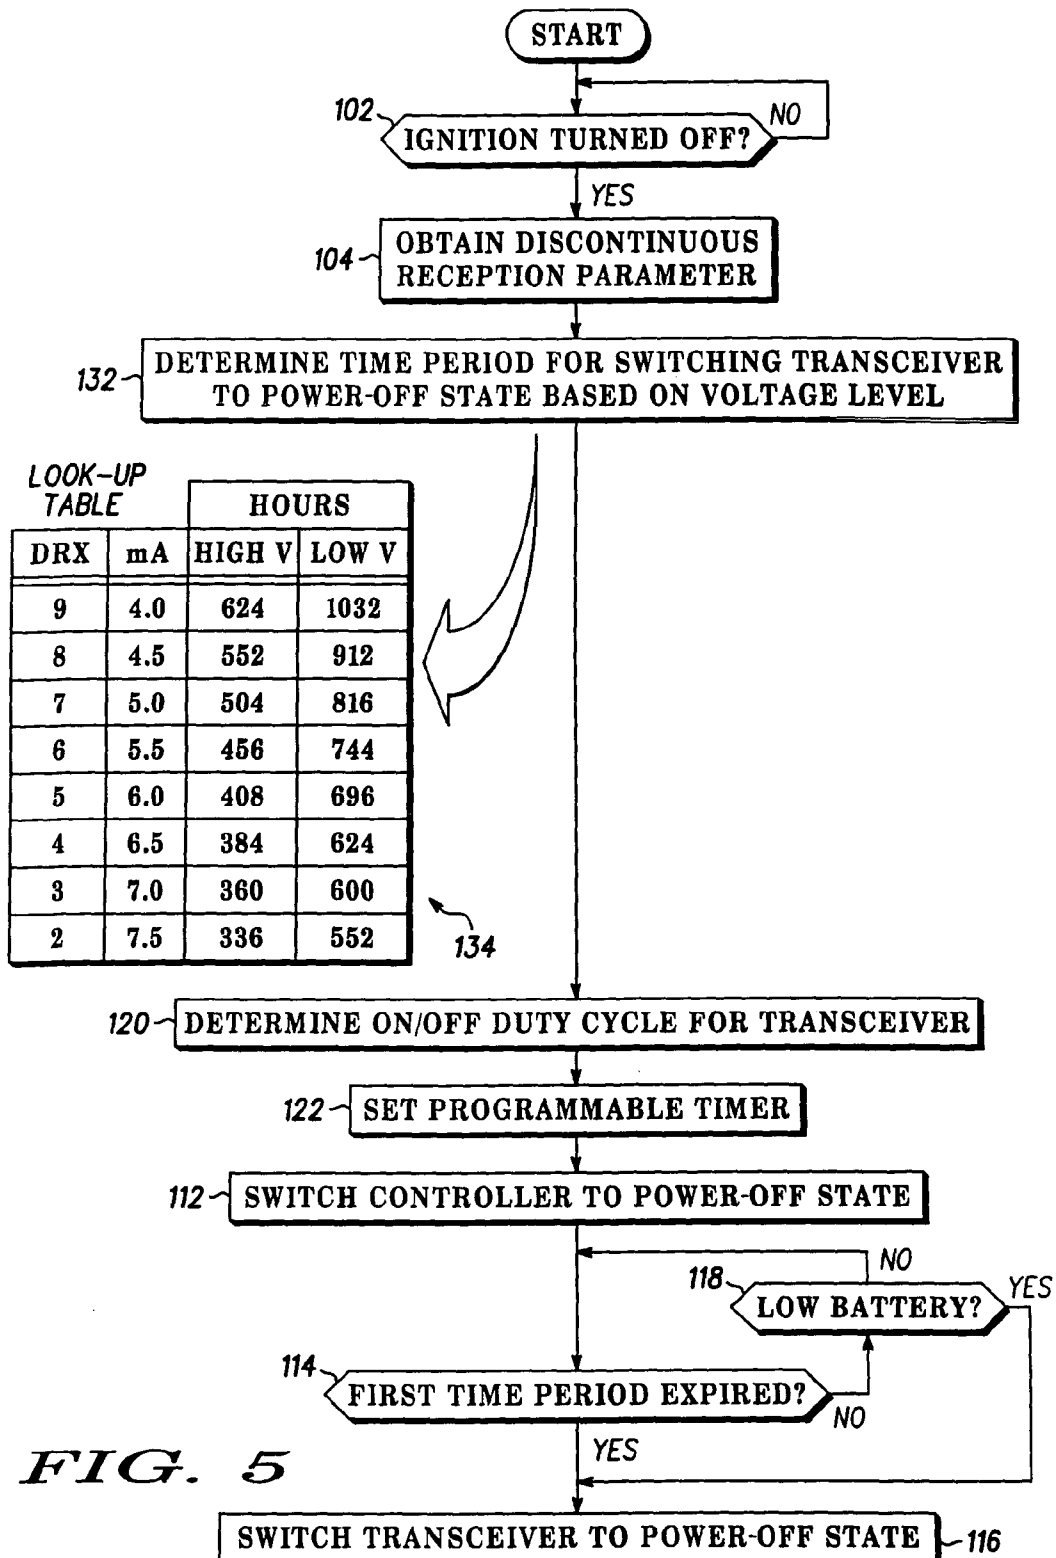 START
102
IGNITION TURNED OFF?
NO
YES
104
OBTAIN DISCONTINUOUS
RECEPTION PARAMETER
132
DETERMINE TIME PERIOD FOR SWITCHING TRANSCEIVER
TO POWER-OFF STATE BASED ON VOLTAGE LEVEL
LOOK-UP
TABLE
HOURS
DRX mA HIGH V LOW V
9 4.0 624 1032
8 4.5 552 912
7 5.0 504 816
6 5.5 456 744
5 6.0 408 696
4 6.5 384 624
3 7.0 360 600
2 7.5 336 552
134
120
DETERMINE ON/OFF DUTY CYCLE FOR TRANSCEIVER
122
SET PROGRAMMABLE TIMER
112
SWITCH CONTROLLER TO POWER-OFF STATE
NO
118
LOW BATTERY?
YES
114
FIRST TIME PERIOD EXPIRED?
NO
YES
FIG. 5
SWITCH TRANSCEIVER TO POWER-OFF STATE
116